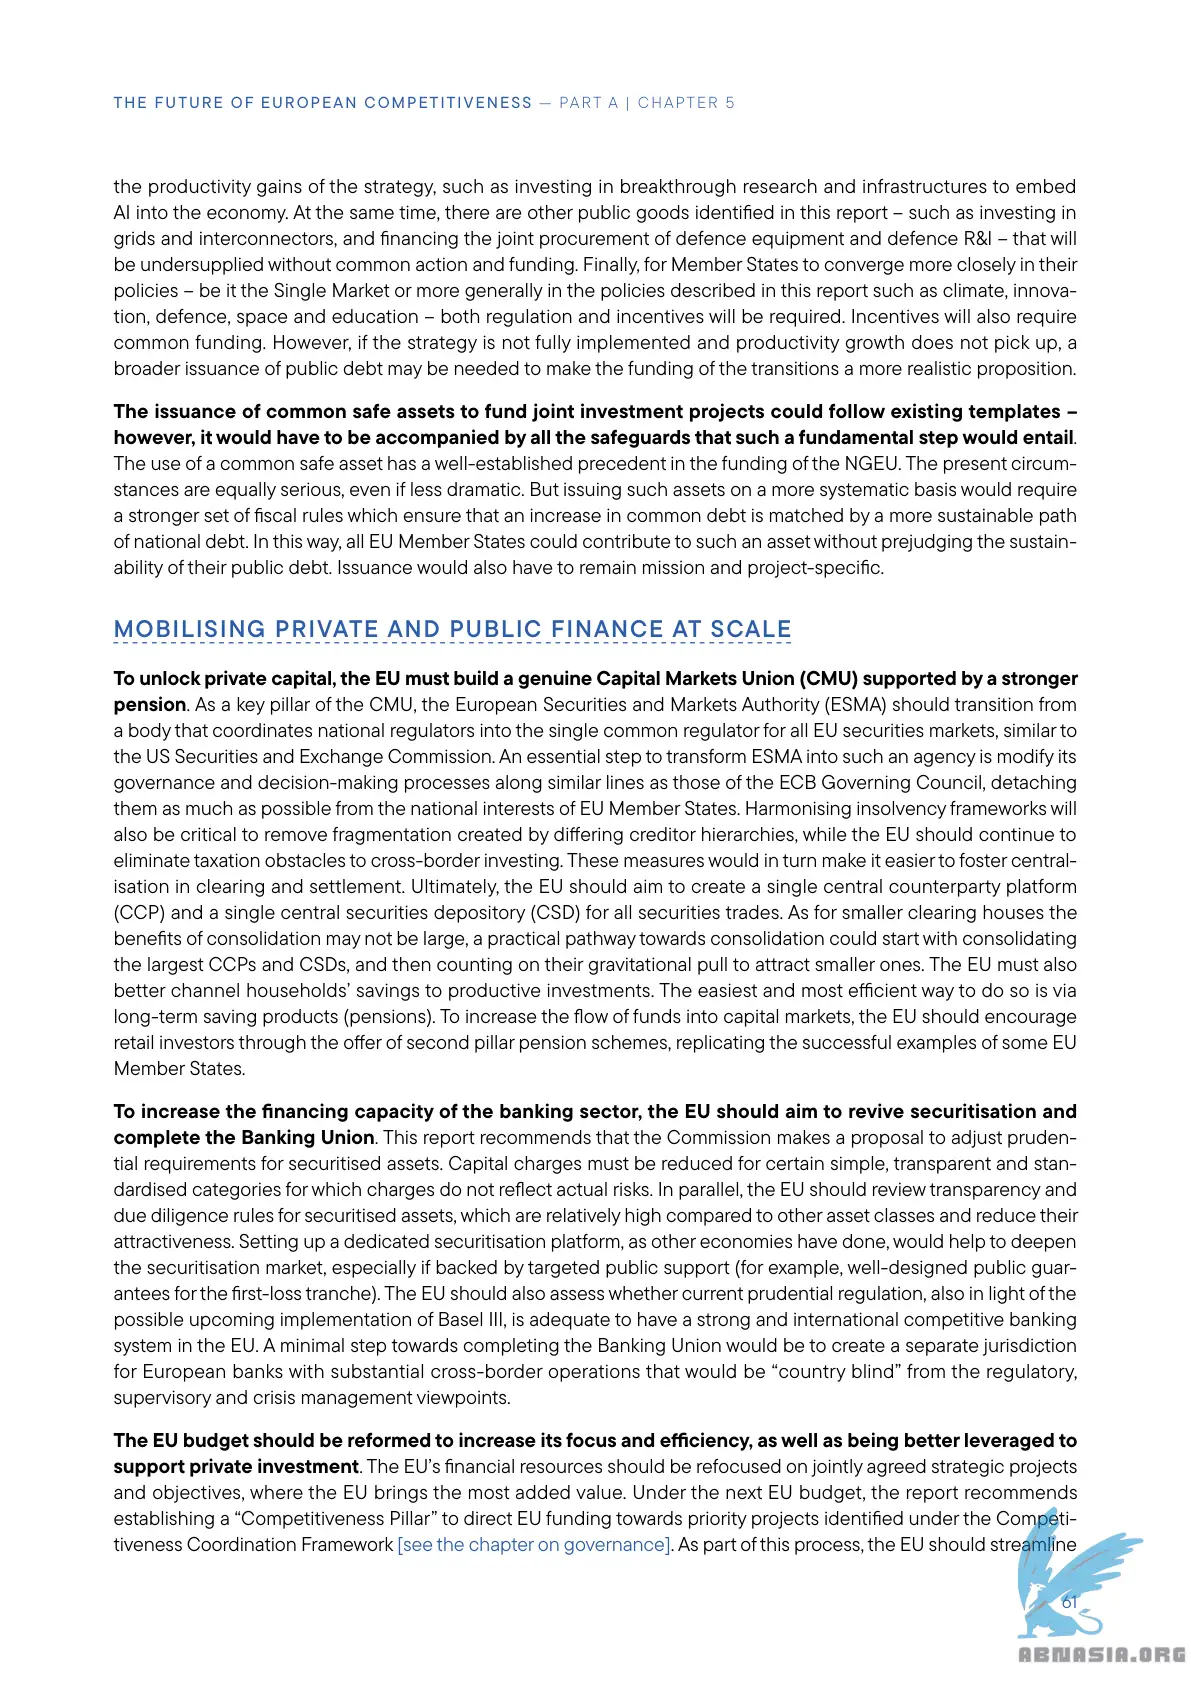 THE FUTURE OF EUROPEAN COMPETITIVENESS — PART A | CHAPTER 5
the productivity gains of the strategy, such as investing in breakthrough research and infrastructures to embed
AI into the economy. At the same time, there are other public goods identified in this report – such as investing in
grids and interconnectors, and financing the joint procurement of defence equipment and defence R&I – that will
be undersupplied without common action and funding. Finally, for Member States to converge more closely in their
policies – be it the Single Market or more generally in the policies described in this report such as climate, innova-
tion, defence, space and education – both regulation and incentives will be required. Incentives will also require
common funding. However, if the strategy is not fully implemented and productivity growth does not pick up, a
broader issuance of public debt may be needed to make the funding of the transitions a more realistic proposition.
The issuance of common safe assets to fund joint investment projects could follow existing templates –
however, it would have to be accompanied by all the safeguards that such a fundamental step would entail.
The use of a common safe asset has a well-established precedent in the funding of the NGEU. The present circum-
stances are equally serious, even if less dramatic. But issuing such assets on a more systematic basis would require
a stronger set of fiscal rules which ensure that an increase in common debt is matched by a more sustainable path
of national debt. In this way, all EU Member States could contribute to such an asset without prejudging the sustain-
ability of their public debt. Issuance would also have to remain mission and project-specific.
MOBILISING PRIVATE AND PUBLIC FINANCE AT SCALE
To unlock private capital, the EU must build a genuine Capital Markets Union (CMU) supported by a stronger
pension. As a key pillar of the CMU, the European Securities and Markets Authority (ESMA) should transition from
a body that coordinates national regulators into the single common regulator for all EU securities markets, similar to
the US Securities and Exchange Commission. An essential step to transform ESMA into such an agency is modify its
governance and decision-making processes along similar lines as those of the ECB Governing Council, detaching
them as much as possible from the national interests of EU Member States. Harmonising insolvency frameworks will
also be critical to remove fragmentation created by differing creditor hierarchies, while the EU should continue to
eliminate taxation obstacles to cross-border investing. These measures would in turn make it easier to foster central-
isation in clearing and settlement. Ultimately, the EU should aim to create a single central counterparty platform
(CCP) and a single central securities depository (CSD) for all securities trades. As for smaller clearing houses the
benefits of consolidation may not be large, a practical pathway towards consolidation could start with consolidating
the largest CCPs and CSDs, and then counting on their gravitational pull to attract smaller ones. The EU must also
better channel households’ savings to productive investments. The easiest and most efficient way to do so is via
long-term saving products (pensions). To increase the flow of funds into capital markets, the EU should encourage
retail investors through the offer of second pillar pension schemes, replicating the successful examples of some EU
Member States.
To increase the financing capacity of the banking sector, the EU should aim to revive securitisation and
complete the Banking Union. This report recommends that the Commission makes a proposal to adjust pruden-
tial requirements for securitised assets. Capital charges must be reduced for certain simple, transparent and stan-
dardised categories for which charges do not reflect actual risks. In parallel, the EU should review transparency and
due diligence rules for securitised assets, which are relatively high compared to other asset classes and reduce their
attractiveness. Setting up a dedicated securitisation platform, as other economies have done, would help to deepen
the securitisation market, especially if backed by targeted public support (for example, well-designed public guar-
antees for the first-loss tranche). The EU should also assess whether current prudential regulation, also in light of the
possible upcoming implementation of Basel III, is adequate to have a strong and international competitive banking
system in the EU. A minimal step towards completing the Banking Union would be to create a separate jurisdiction
for European banks with substantial cross-border operations that would be “country blind” from the regulatory,
supervisory and crisis management viewpoints.
The EU budget should be reformed to increase its focus and efficiency, as well as being better leveraged to
support private investment. The EU’s financial resources should be refocused on jointly agreed strategic projects
and objectives, where the EU brings the most added value. Under the next EU budget, the report recommends
establishing a “Competitiveness Pillar” to direct EU funding towards priority projects identified under the Competi-
tiveness Coordination Framework [see the chapter on governance]. As part of this process, the EU should streamline
61
ABNASIA.ORG